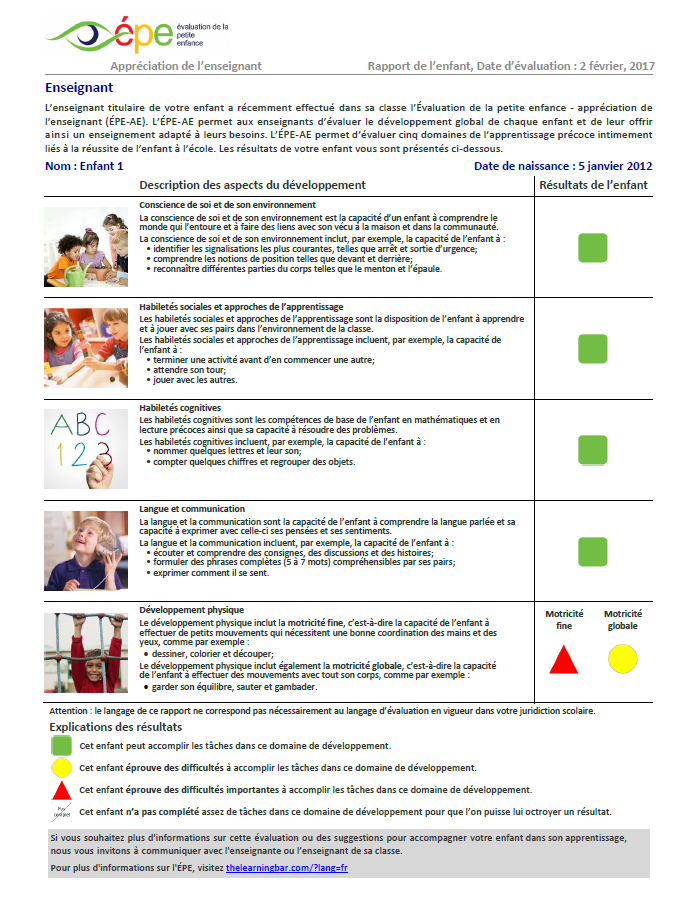 épe évaluation de la
petite
enfance
Appréciation de l'enseignant Rapport de l'enfant, Date d'évaluation : 2 février, 2017
Enseignant
L'enseignant titulaire de votre enfant a récemment effectué dans sa classe l'Évaluation de la petite enfance - appréciation de
l'enseignant (ÉPE-AE). L'ÉPE-AE permet aux enseignants d'évaluer le développement global de chaque enfant et de leur offrir
ainsi un enseignement adapté à leurs besoins. L'ÉPE-AE permet d'évaluer cinq domaines de l'apprentissage précoce intimement
liés à la réussite de l'enfant à l'école. Les résultats de votre enfant vous sont présentés ci-dessous.
Nom : Enfant 1 Date de naissance : 5 janvier 2012
Description des aspects du développement Résultats de l'enfant
Conscience de soi et de son environnement
La conscience de soi et de son environnement est la capacité d'un enfant à comprendre le
monde qui l'entoure et à faire des liens avec son vécu à la maison et dans la communauté.
La conscience de soi et de son environnement inclut, par exemple, la capacité de l'enfant à :
• identifier les signalisations les plus courantes, telles que arrêt et sortie d'urgence;
• comprendre les notions de position telles que devant et derrière;
• reconnaître différentes parties du corps telles que le menton et l'épaule.
Habiletés sociales et approches de l'apprentissage
Les habiletés sociales et approches de l'apprentissage sont la disposition de l'enfant à apprendre
et à jouer avec ses pairs dans l'environnement de la classe.
Les habiletés sociales et approches de l'apprentissage incluent, par exemple, la capacité de
l'enfant à :
• terminer une activité avant d'en commencer une autre;
• attendre son tour;
• jouer avec les autres.
ABC
123
Habiletés cognitives
Les habiletés cognitives sont les compétences de base de l'enfant en mathématiques et en
lecture précoces ainsi que sa capacité à résoudre des problèmes.
Les habiletés cognitives incluent, par exemple, la capacité de l'enfant à :
• nommer quelques lettres et leur son;
• compter quelques chiffres et regrouper des objets.
Langue et communication
La langue et la communication sont la capacité de l'enfant à comprendre la langue parlée et sa
capacité à exprimer avec celle-ci ses pensées et ses sentiments.
La langue et la communication incluent, par exemple, la capacité de l'enfant à :
• écouter et comprendre des consignes, des discussions et des histoires;
• formuler des phrases complètes (5 à 7 mots) compréhensibles par ses pairs;
• exprimer comment il se sent.
Développement physique
Le développement physique inclut la motricité fine, c'est-à-dire la capacité de l'enfant à
effectuer de petits mouvements qui nécessitent une bonne coordination des mains et des
yeux, comme par exemple :
• dessiner, colorier et découper;
Le développement physique inclut également la motricité globale, c'est-à-dire la capacité
de l'enfant à effectuer des mouvements avec tout son corps, comme par exemple :
• garder son équilibre, sauter et gambader.
Motricité Motricité
fine globale
Attention : le langage de ce rapport ne correspond pas nécessairement au langage d'évaluation en vigueur dans votre juridiction scolaire.
Explications des résultats
Cet enfant peut accomplir les tâches dans ce domaine de développement.
Cet enfant éprouve des difficultés à accomplir les tâches dans ce domaine de développement.
Cet enfant éprouve des difficultés importantes à accomplir les tâches dans ce domaine de développement.
Cet enfant n'a pas complété assez de tâches dans ce domaine de développement pour que l'on puisse lui octroyer un résultat.
Si vous souhaitez plus d'informations sur cette évaluation ou des suggestions pour accompagner votre enfant dans son apprentissage,
nous vous invitons à communiquer avec l'enseignante ou l'enseignant de sa classe.
Pour plus d'informations sur l'ÉPE, visitez thelearningbar.com/?lang=fr